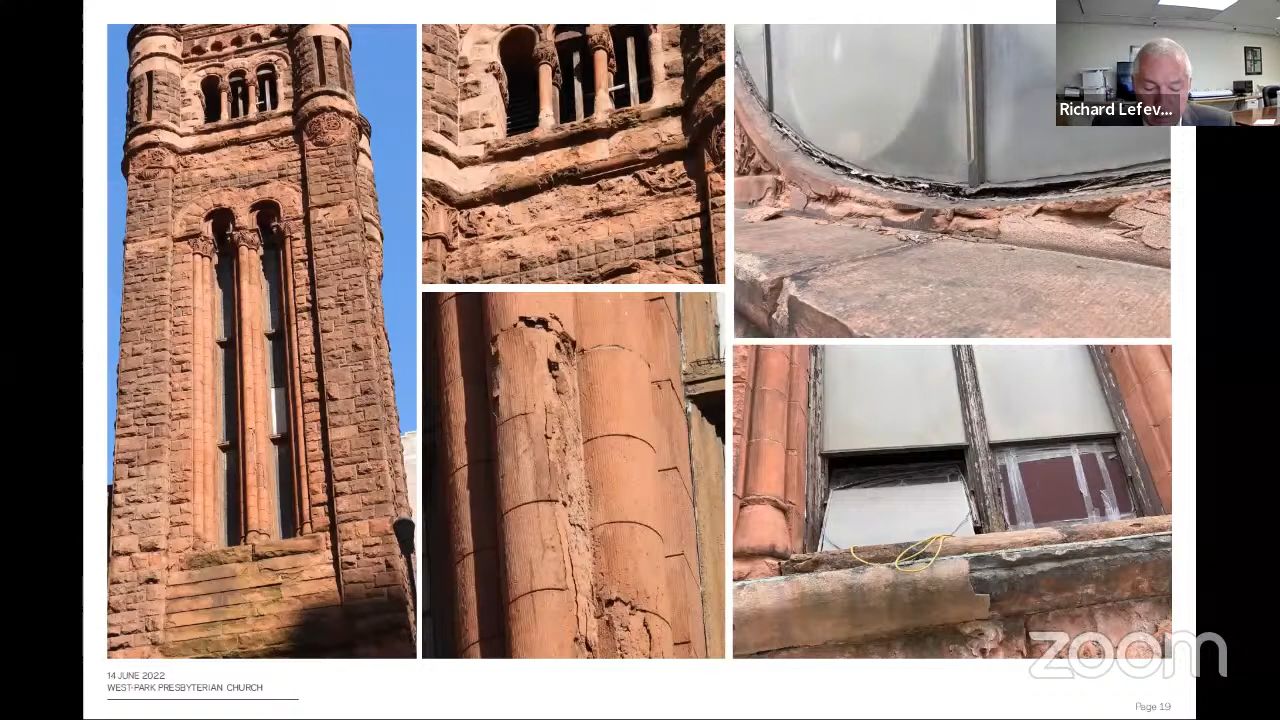 Richard Lefev...
14 JUNE 2022
WEST-PARK PRESBYTERIAN CHURCH
zoom
Page 19